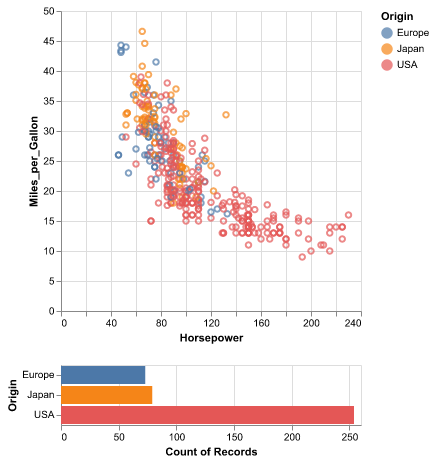 50
45
40
35
30
25
20
15
10
5
0
Miles_per_Gallon
0 40 80 120 160 200 240
Horsepower
Origin
Europe
Japan
USA
Origin
Europe
Japan
USA
0 50 100 150 200 250
Count of Records